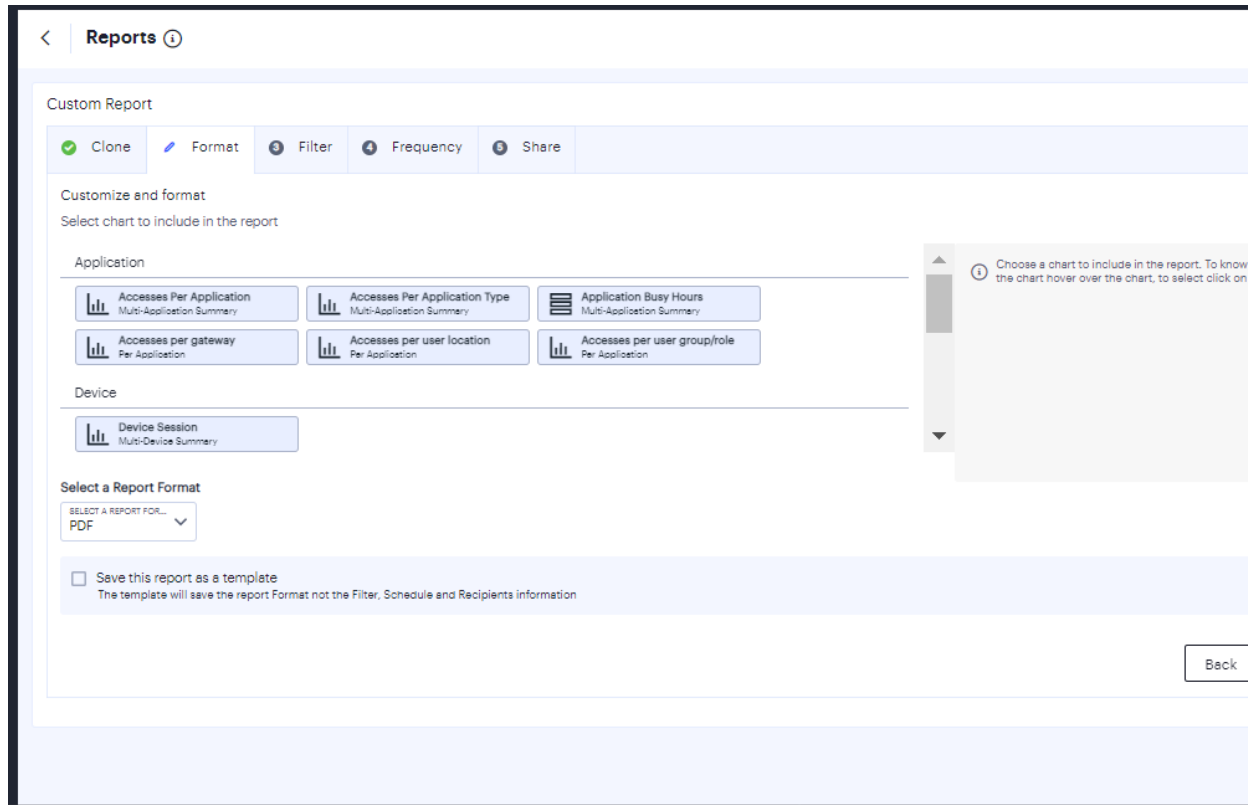 Reports
Custom Report
Clone
Format
3 Filter
4 Frequency
5 Share
Customize and format
Select chart to include in the report
Application
Accesses Per Application
Multi-Application Summary
Accesses Per Application Type
Multi-Application Summary
Application Busy Hours
Multi-Application Summary
Accesses per gateway
Per Application
Accesses per user location
Per Application
Accesses per user group/role
Per Application
Device
Device Session
Multi-Device Summary
Choose a chart to include in the report. To know
the chart hover over the chart, to select click on
Select a Report Format
SELECT A REPORT FOR...
PDF
Save this report as a template
The template will save the report Format not the Filter, Schedule and Recipients information
Back